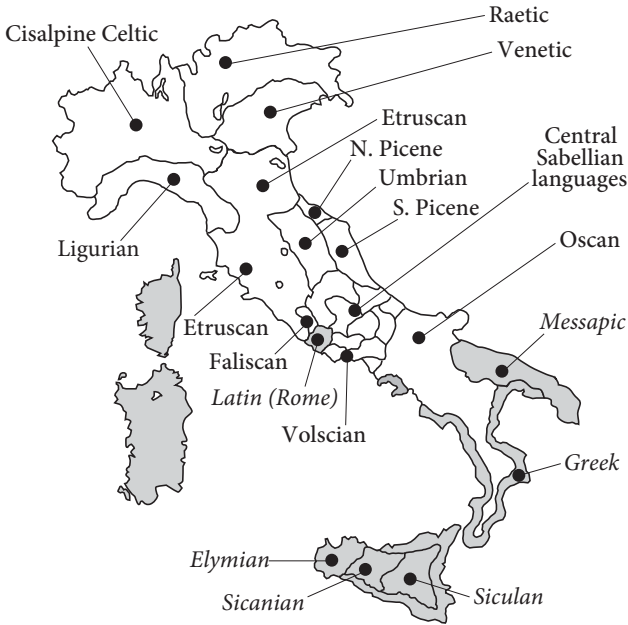 Raetic
Cisalpine Celtic
Venetic
Etruscan
Central
Sabellian
languages
N. Picene
Umbrian
S. Picene
Ligurian
Oscan
Messapic
Etruscan
Faliscan
Latin (Rome)
Volscian
Greek
Elymian
Sicanian
Siculan